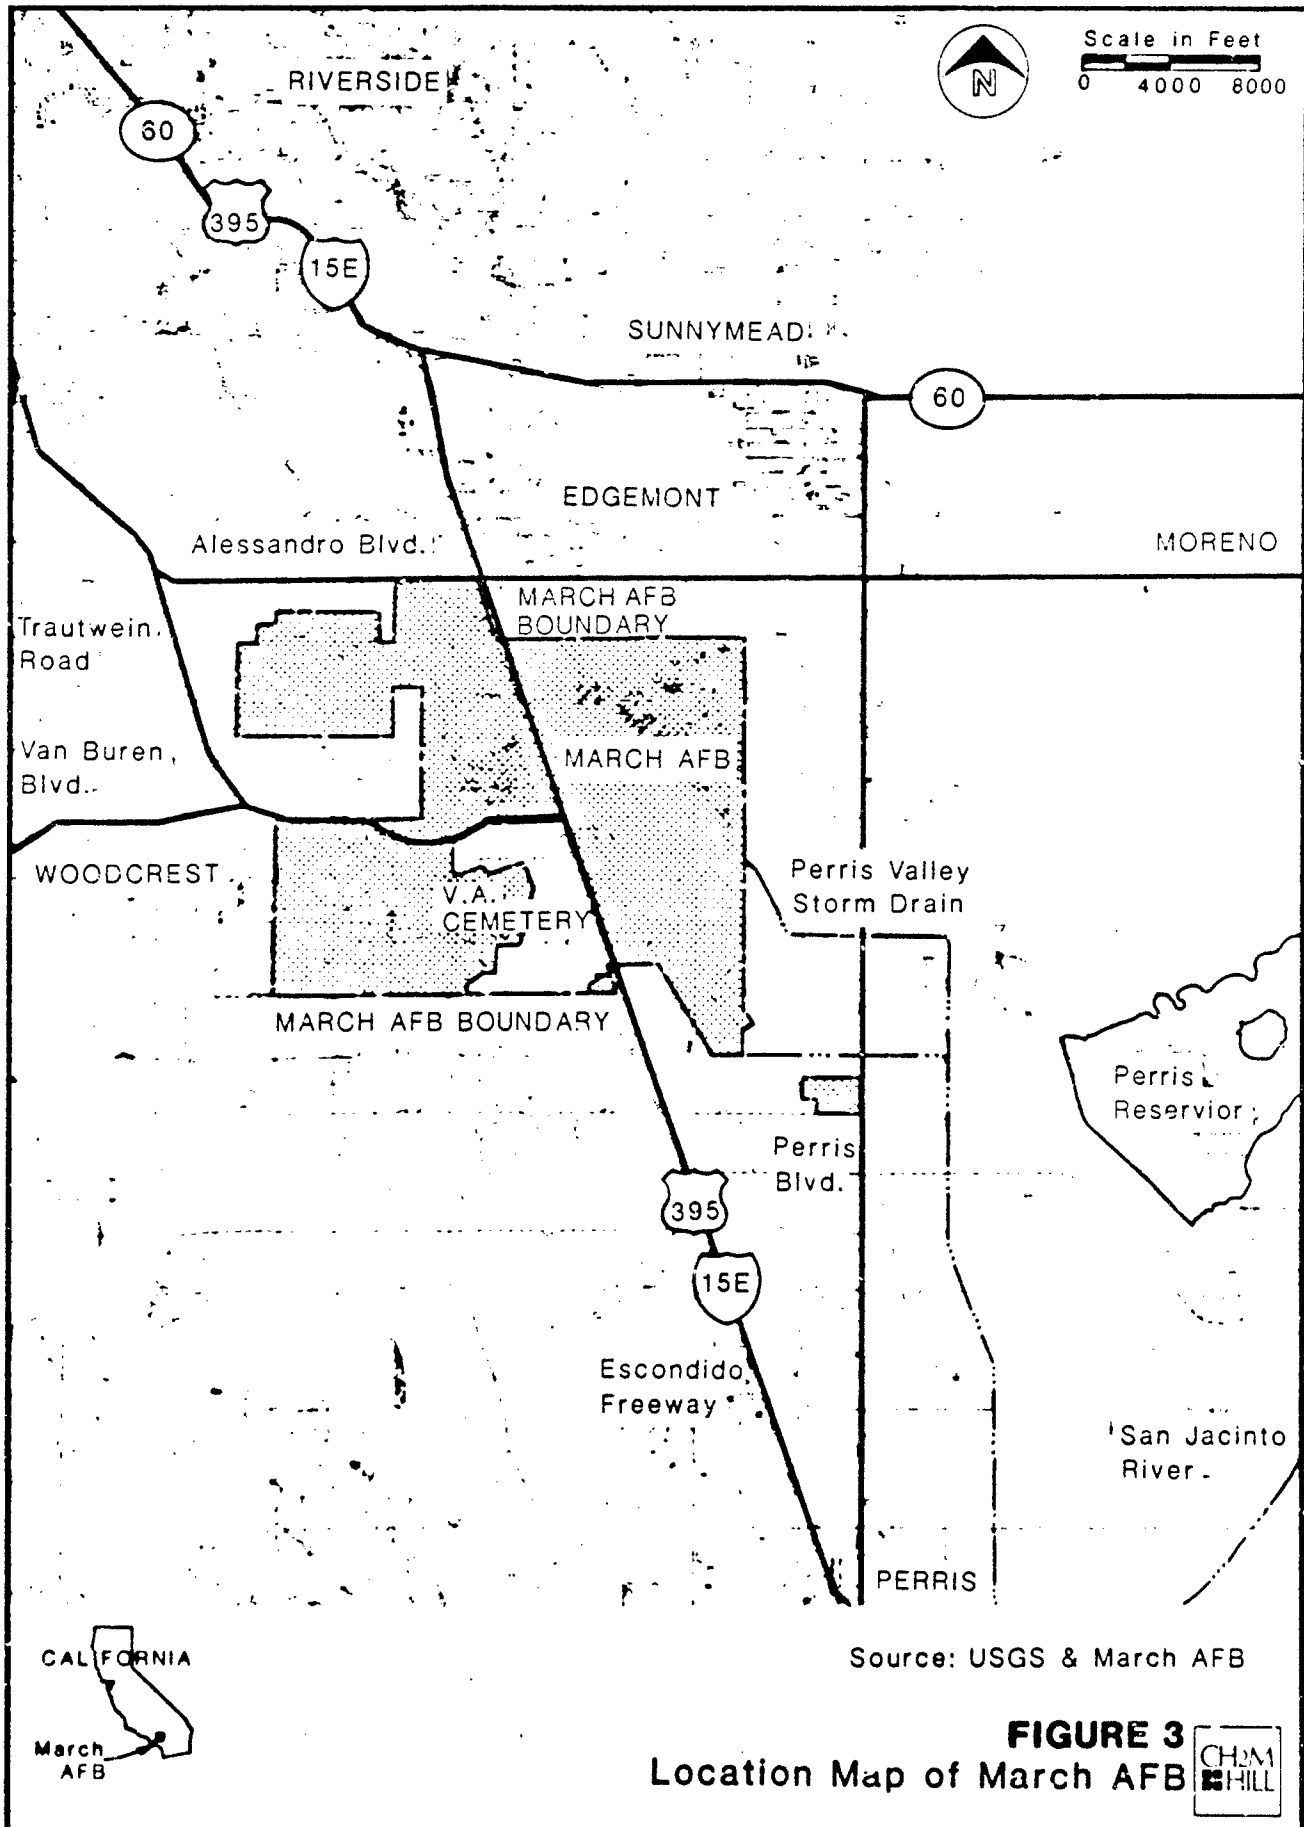 Scale in Feet
0 4000 8000
N
RIVERSIDE
60
395
15E
SUNNYMEAD
60
EDGEMONT
Alessandro Blvd.
MORENO
MARCH AFB
BOUNDARY
Trautwein
Road
Van Buren
Blvd.
MARCH AFB
WOODCREST
V.A.
CEMETERY
Perris Valley
Storm Drain
MARCH AFB BOUNDARY
Perris
Reservior
Perris
Blvd.
395
15E
Escondido
Freeway
San Jacinto
River
PERRIS
CALIFORNIA
March
AFB
Source: USGS & March AFB
FIGURE 3
Location Map of March AFB
CH2M
HILL